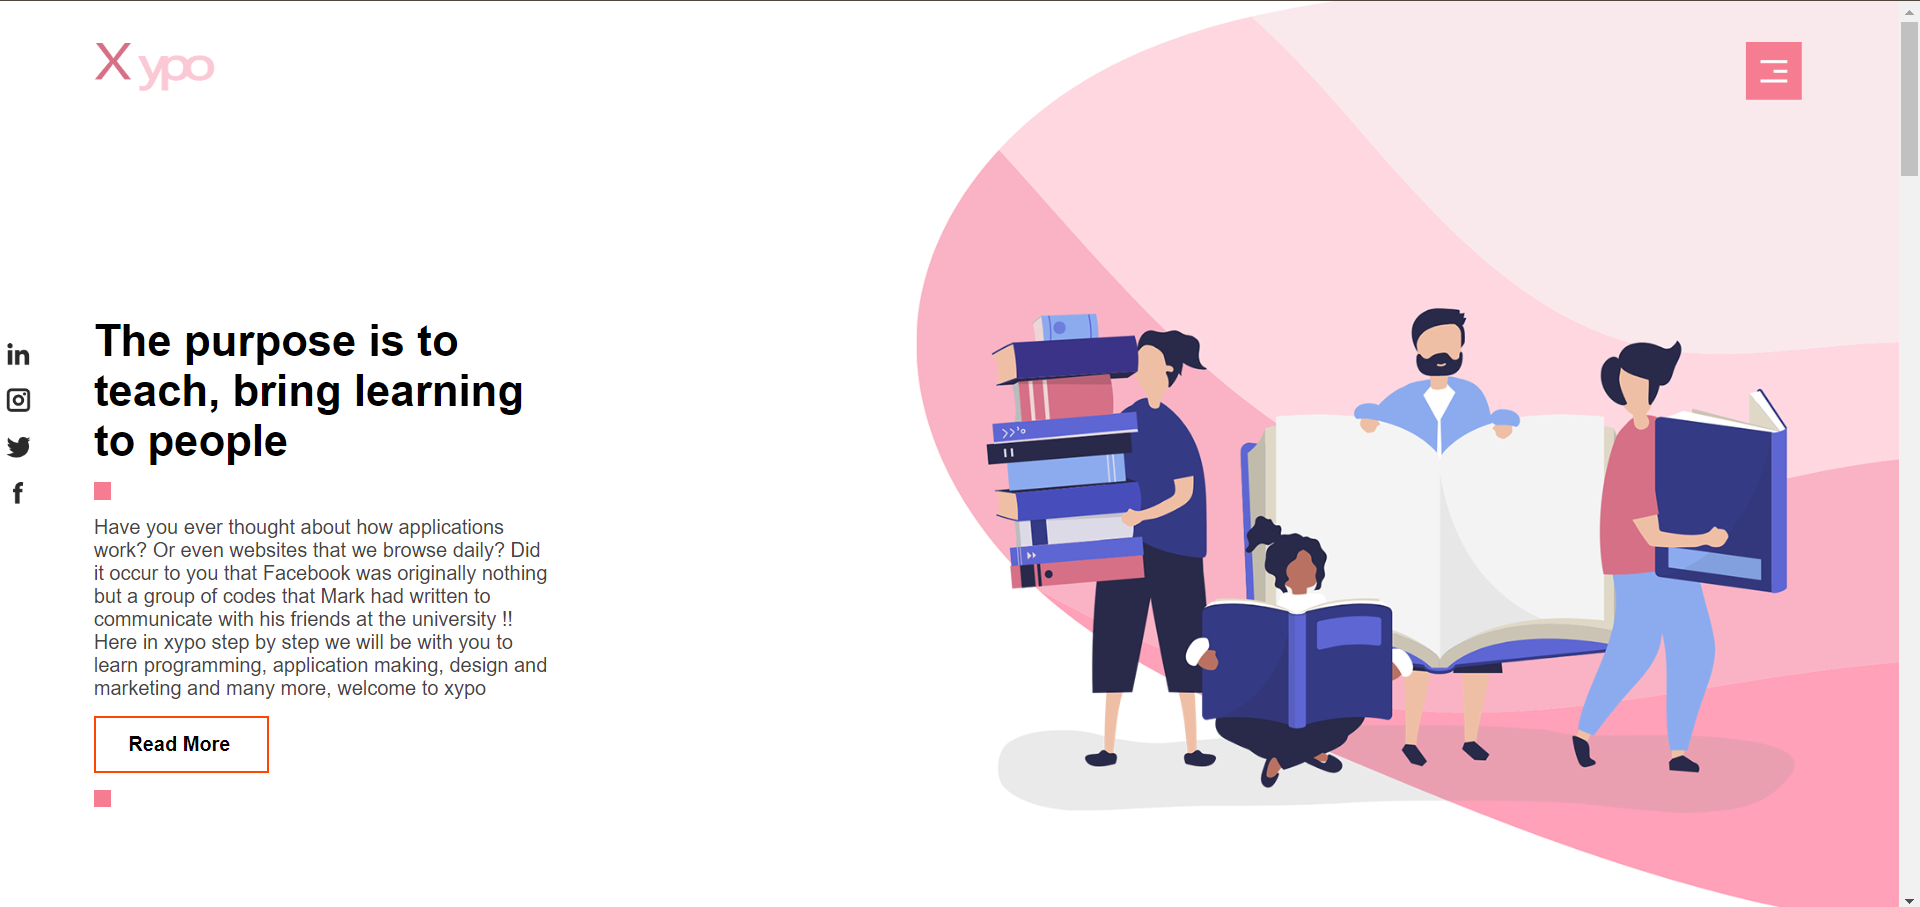 X ypo
The purpose is to
teach, bring learning
to people
Have you ever thought about how applications
work? Or even websites that we browse daily? Did
it occur to you that Facebook was originally nothing
but a group of codes that Mark had written to
communicate with his friends at the university !!
Here in xypo step by step we will be with you to
learn programming, application making, design and
marketing and many more, welcome to xypo
Read More